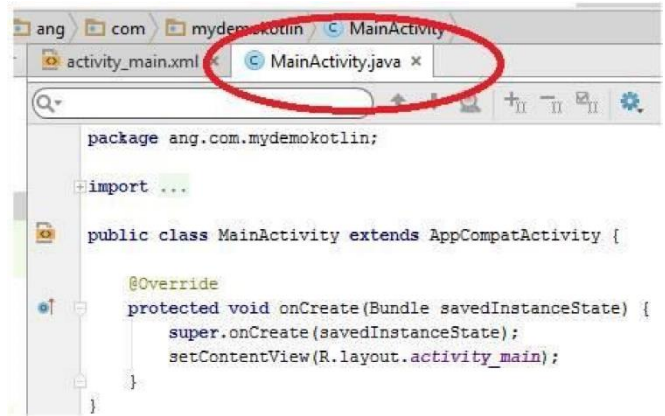 ang com mydemokotlin MainActivity
activity_main.xml MainActivity.java
package ang.com.mydemokotlin;
import ...
public class MainActivity extends AppCompatActivity {
@Override
protected void onCreate(Bundle savedInstanceState) {
super.onCreate(savedInstanceState);
setContentView(R.layout.activity_main);
}
}